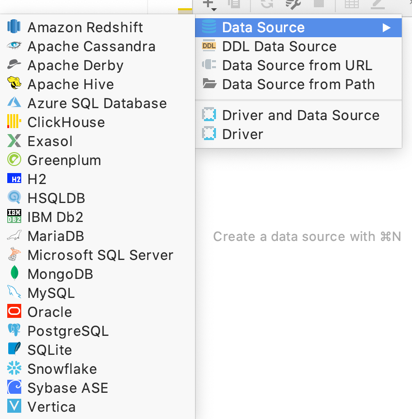 Amazon Redshift
Apache Cassandra
Apache Derby
Apache Hive
Azure SQL Database
ClickHouse
Exasol
Greenplum
H2
HSQLDB
IBM Db2
MariaDB
Microsoft SQL Server
MongoDB
MySQL
Oracle
PostgreSQL
SQLite
Snowflake
Sybase ASE
Vertica
Data Source
DDL DDL Data Source
Data Source from URL
Data Source from Path
Driver and Data Source
Driver
Create a data source with ⌘N